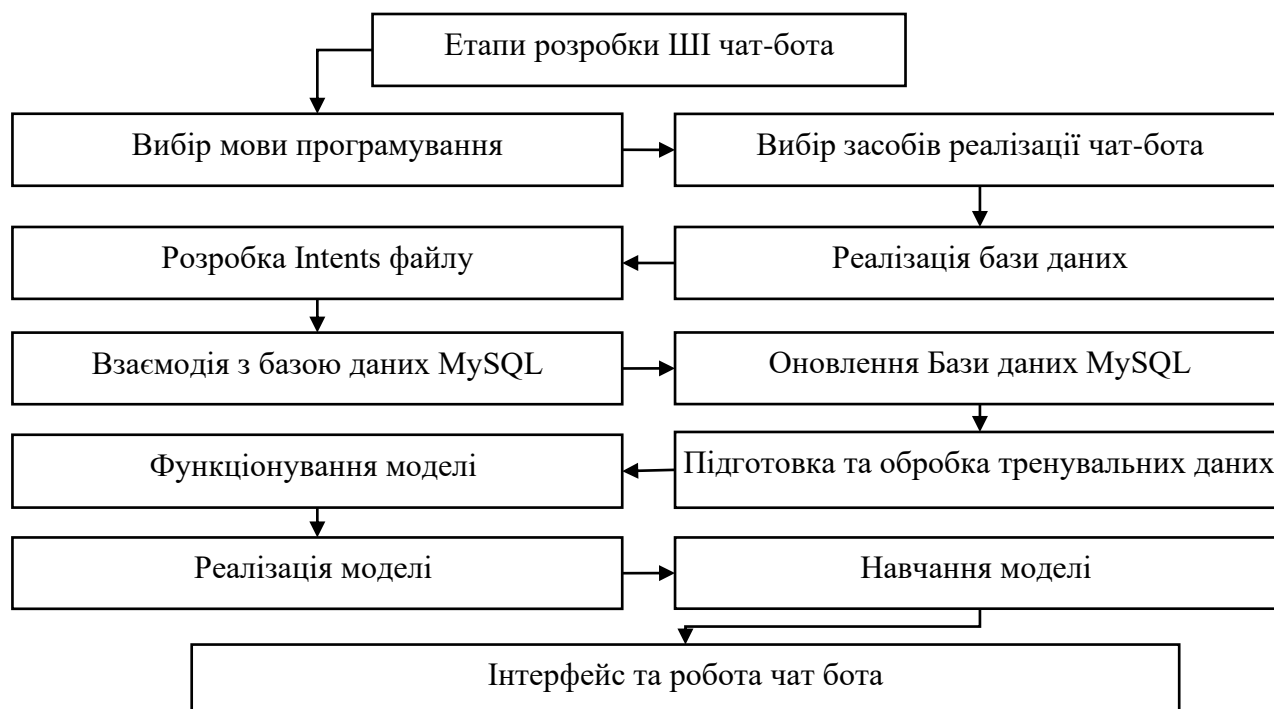 Етапи розробки ШІ чат-бота
Вибір мови програмування
Вибір засобів реалізації чат-бота
Розробка Intents файлу
Реалізація бази даних
Взаємодія з базою даних MySQL
Оновлення Бази даних MySQL
Функціонування моделі
Підготовка та обробка тренувальних даних
Реалізація моделі
Навчання моделі
Інтерфейс та робота чат бота